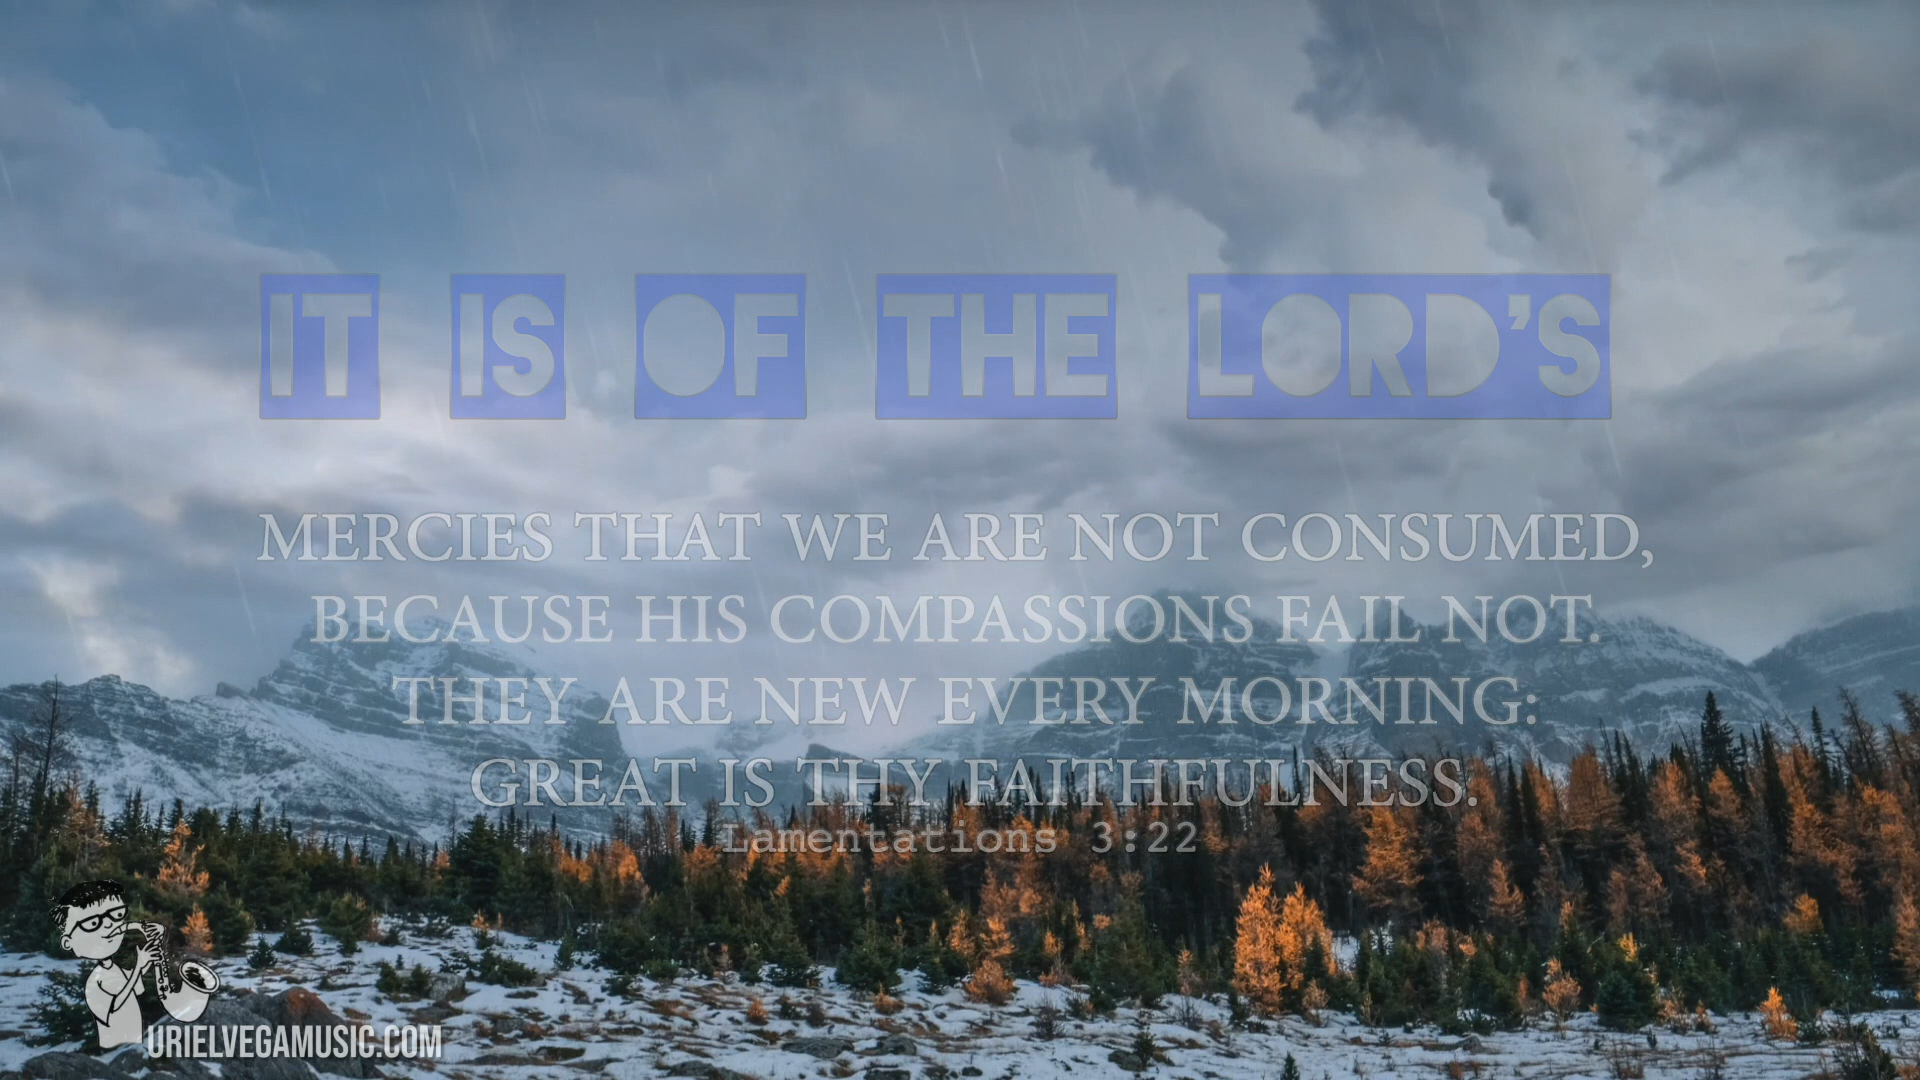 IT IS OF THE LORD'S
MERCIES THAT WE ARE NOT CONSUMED,
BECAUSE HIS COMPASSIONS FAIL NOT.
THEY ARE NEW EVERY MORNING:
GREAT IS THY FAITHFULNESS.
Lamentations 3:22
URIELVEGAMUSIC.COM